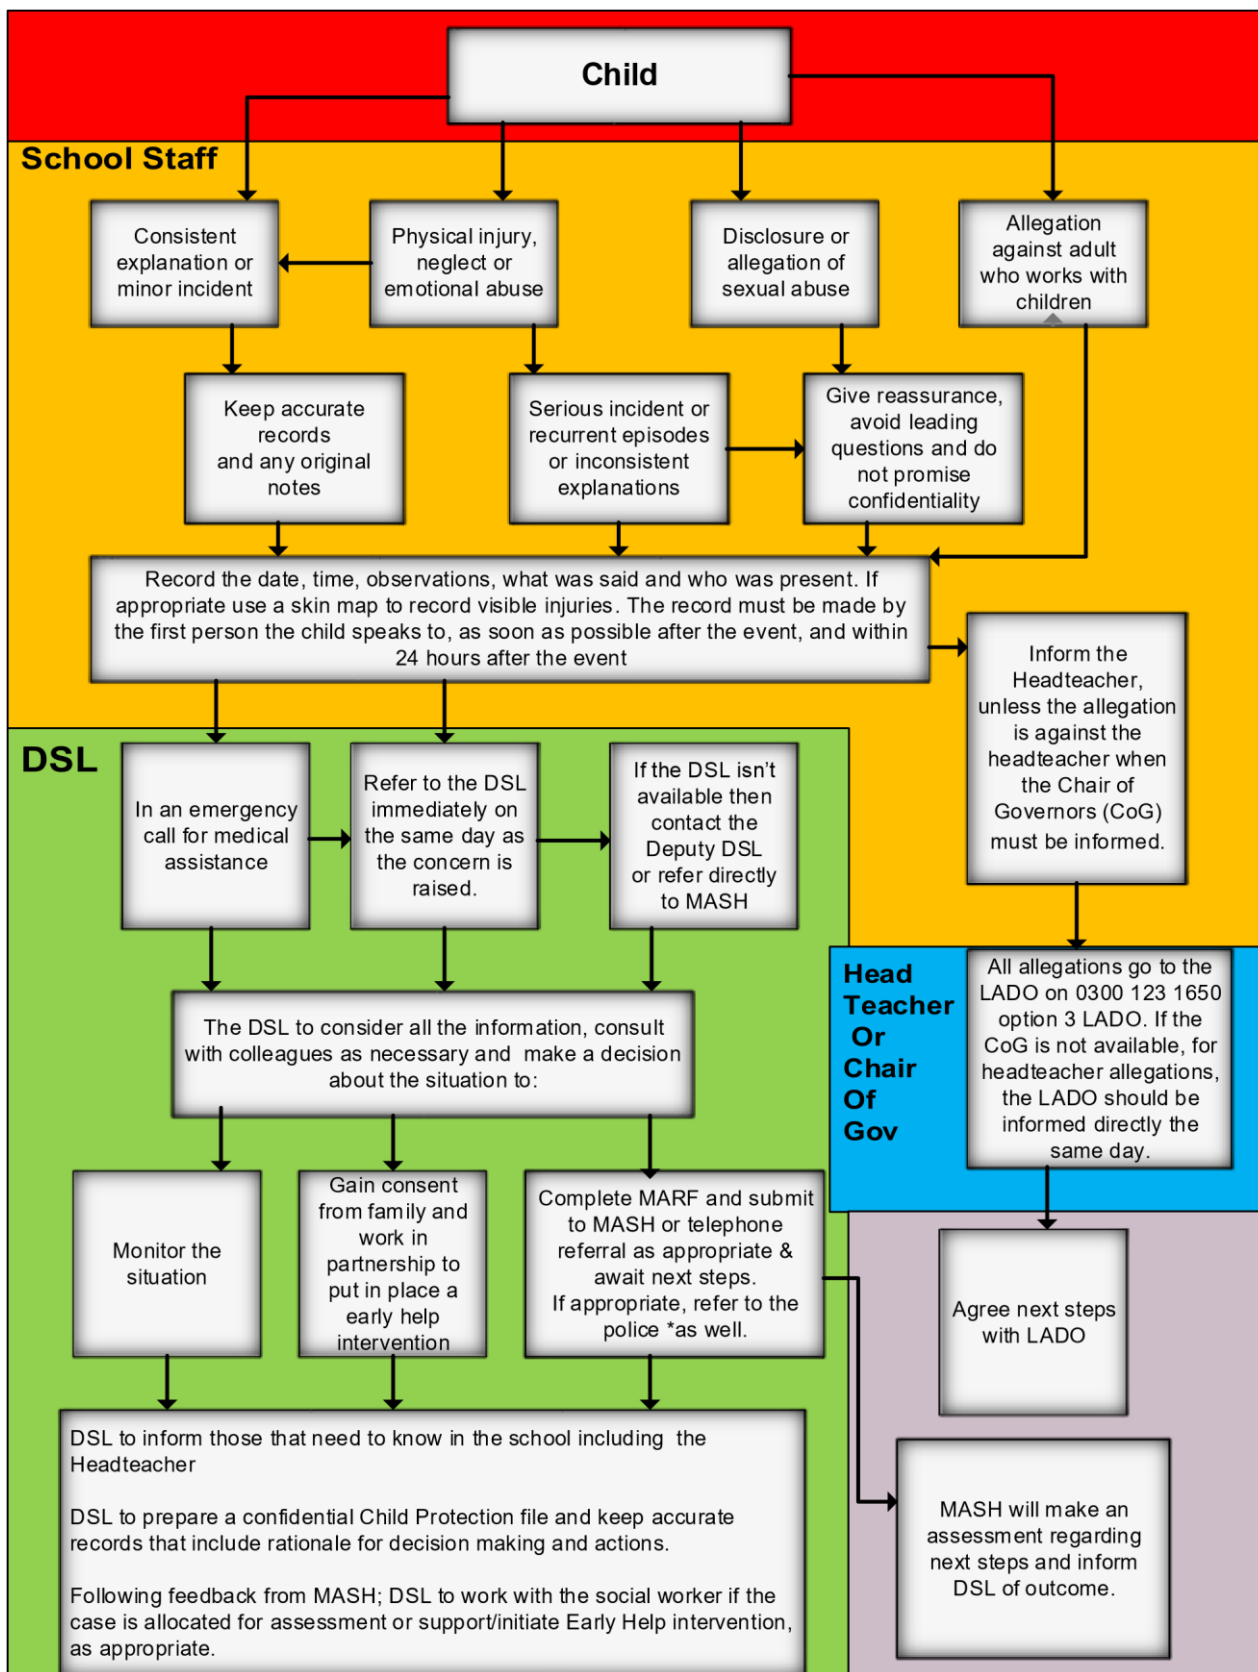 Child
School Staff
Consistent
explanation or
minor incident
Physical injury,
neglect or
emotional abuse
Disclosure or
allegation of
sexual abuse
Allegation
against adult
who works with
children
Keep accurate
records
and any original
notes
Serious incident or
recurrent episodes
or inconsistent
explanations
Give reassurance,
avoid leading
questions and do
not promise
confidentiality
Record the date, time, observations, what was said and who was present. If
appropriate use a skin map to record visible injuries. The record must be made by
the first person the child speaks to, as soon as possible after the event, and within
24 hours after the event
Inform the
Headteacher,
unless the allegation
is against the
headteacher when
the Chair of
Governors (CoG)
must be informed.
DSL
In an emergency
call for medical
assistance
Refer to the DSL
immediately on
the same day as
the concern is
raised.
If the DSL isn't
available then
contact the
Deputy DSL
or refer directly
to MASH
Head
Teacher
Or
Chair
Of
Gov
All allegations go to the
LADO on 0300 123 1650
option 3 LADO. If the
CoG is not available, for
headteacher allegations,
the LADO should be
informed directly the
same day.
The DSL to consider all the information, consult
with colleagues as necessary and make a decision
about the situation to:
Monitor the
situation
Gain consent
from family and
work in
partnership to
put in place a
early help
intervention
Complete MARF and submit
to MASH or telephone
referral as appropriate &
await next steps.
If appropriate, refer to the
police *as well.
Agree next steps
with LADO
DSL to inform those that need to know in the school including the
Headteacher
DSL to prepare a confidential Child Protection file and keep accurate
records that include rationale for decision making and actions.
Following feedback from MASH; DSL to work with the social worker if the
case is allocated for assessment or support/initiate Early Help intervention,
as appropriate.
MASH will make an
assessment regarding
next steps and inform
DSL of outcome.